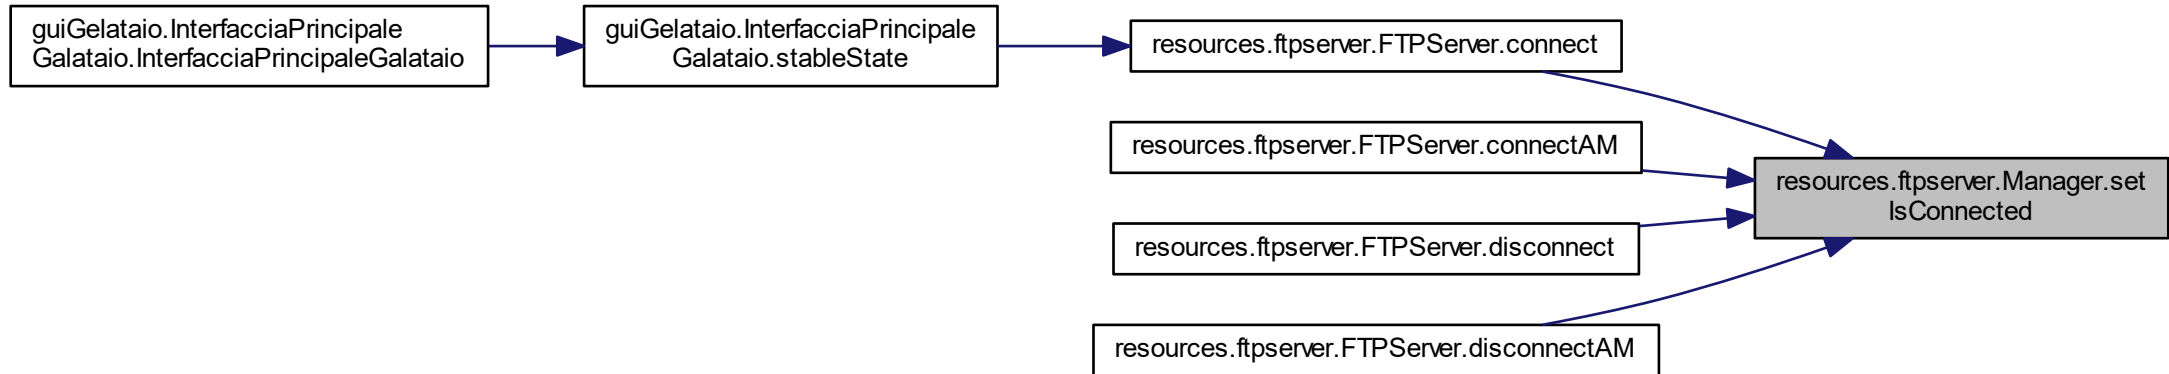 guiGelataio.InterfacciaPrincipale
Galataio.InterfacciaPrincipaleGalataio
guiGelataio.InterfacciaPrincipale
Galataio.stableState
resources.ftpserver.FTPServer.connect
resources.ftpserver.FTPServer.connectAM
resources.ftpserver.Manager.set
IsConnected
resources.ftpserver.FTPServer.disconnect
resources.ftpserver.FTPServer.disconnectAM